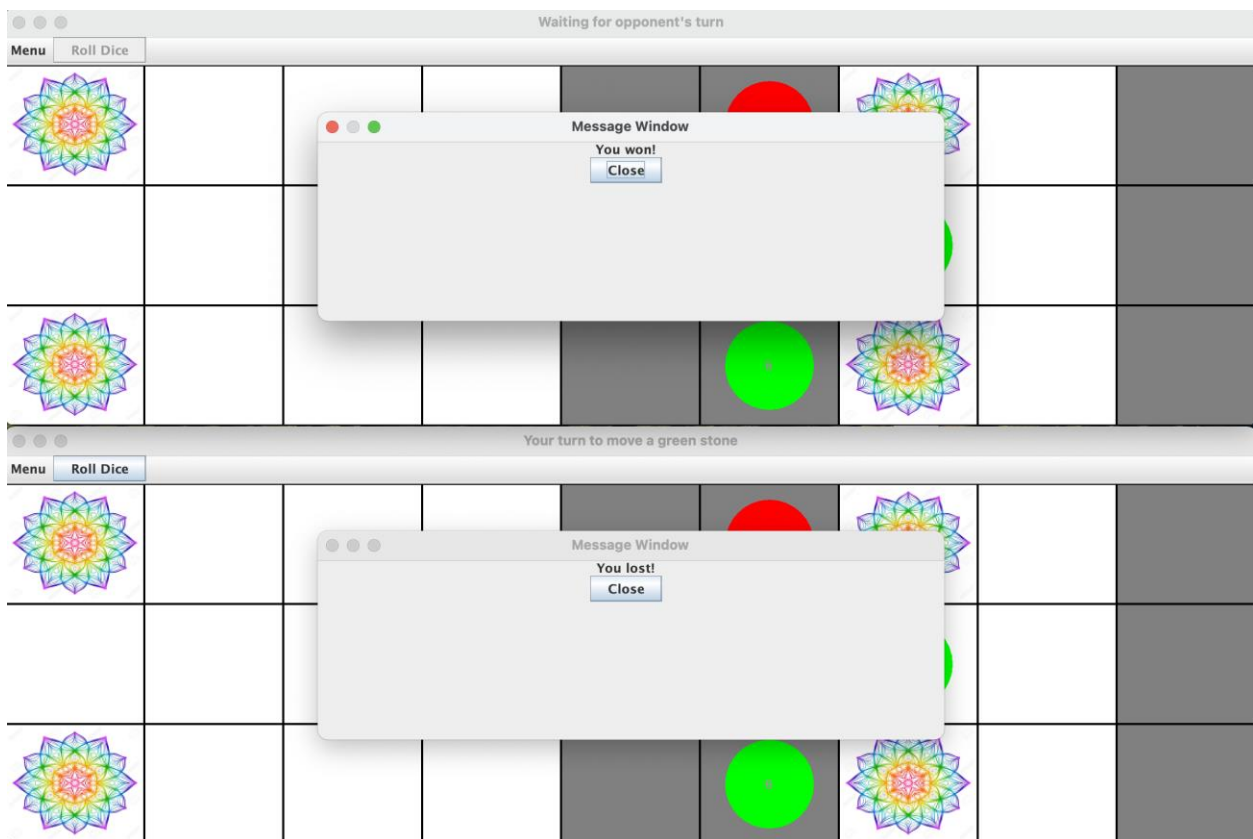 Waiting for opponent's turn
Menu Roll Dice
Message Window
You won!
Close
Your turn to move a green stone
Menu Roll Dice
Message Window
You lost!
Close